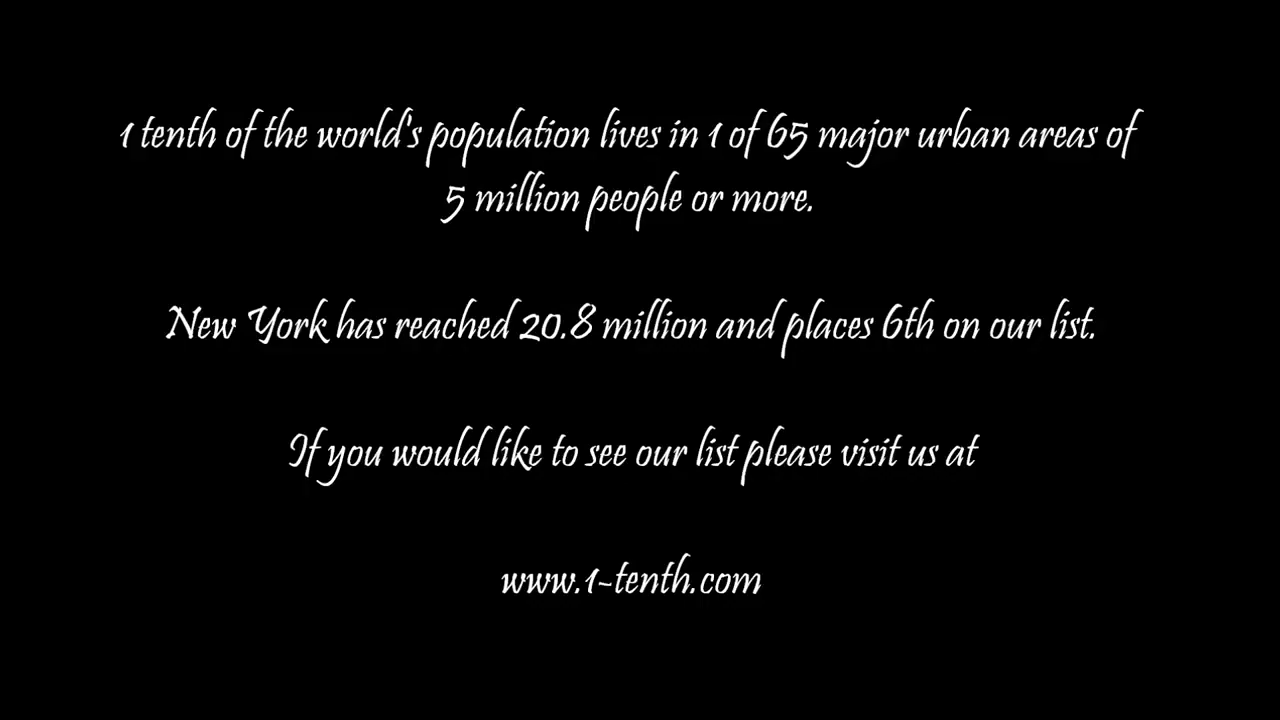 1 tenth of the world's population lives in 1 of 65 major urban areas of
5 million people or more.
New York has reached 20.8 million and places 6th on our list.
If you would like to see our list please visit us at
www.1-tenth.com